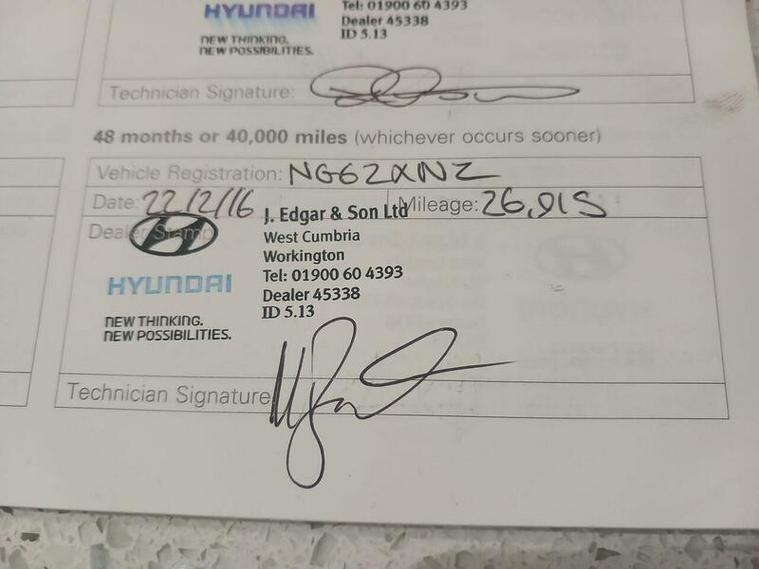 Tel: 01900 60 4393
HYUNDAI
Dealer 45338
NEW THINKING.
ID 5.13
NEW POSSIBILITIES.
Technician Signature:
48 months or 40,000 miles (whichever occurs sooner)
Vehicle Registration: NG62XNZ
Date: 22/12/16 Mileage: 26,915
Dealer Stamp
J. Edgar & Son Ltd
West Cumbria
Workington
HYUNDAI
Tel: 01900 60 4393
Dealer 45338
NEW THINKING.
ID 5.13
NEW POSSIBILITIES.
Technician Signature